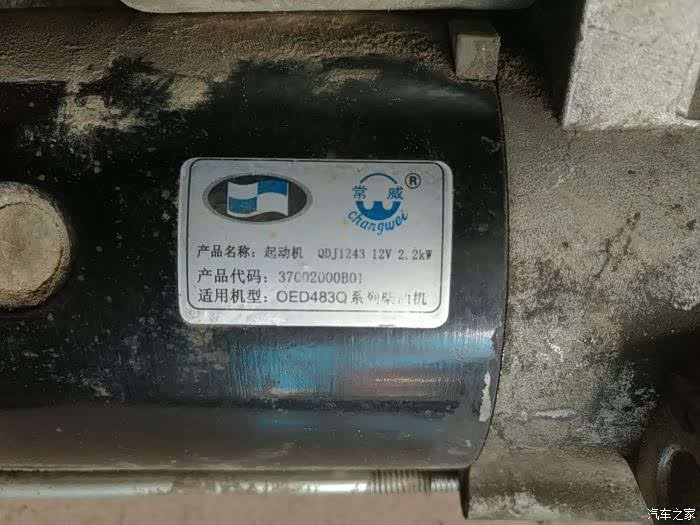 常 威 ®
changwei
产品名称: 起动机 QDJ1243 12V 2.2kW
产品代码: 37002000B01
适用机型: QED483Q系列柴油机
汽车之家